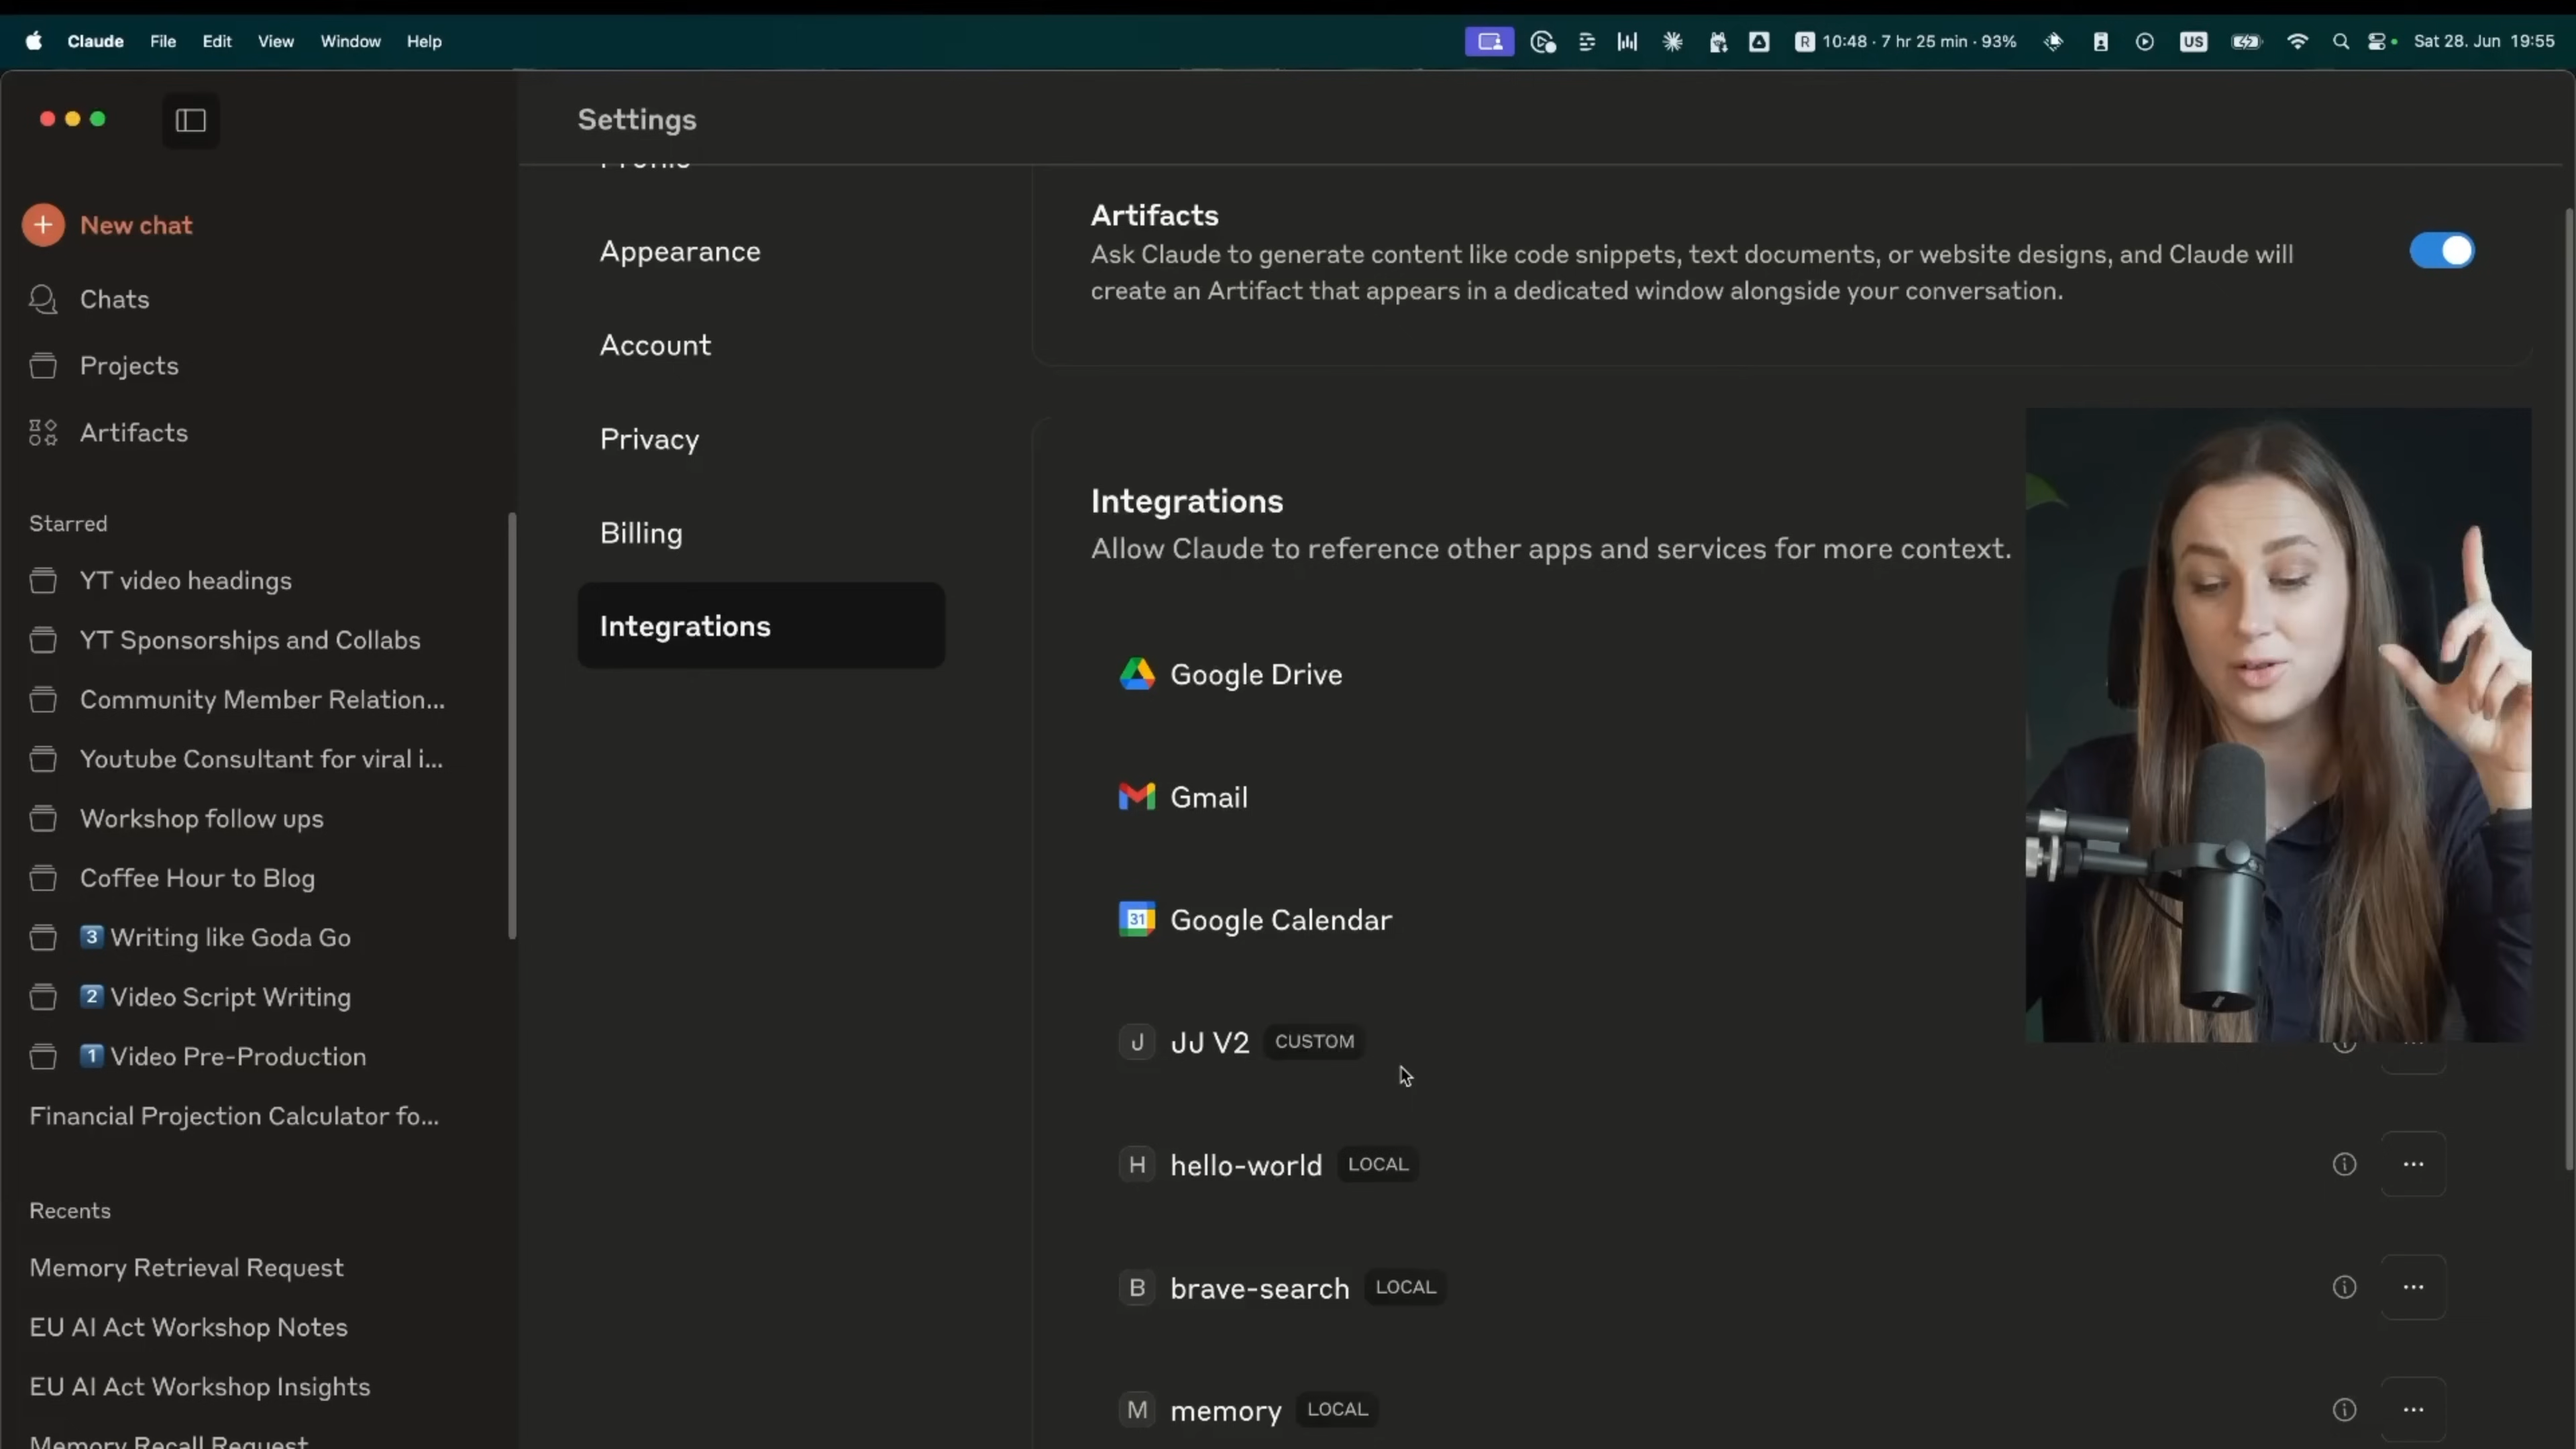 Claude File Edit View Window Help
R 10:48 · 7 hr 25 min · 93% US Sat 28. Jun 19:55
Settings
New chat
Chats
Projects
Artifacts
Starred
YT video headings
YT Sponsorships and Collabs
Community Member Relation...
Youtube Consultant for viral i...
Workshop follow ups
Coffee Hour to Blog
3 Writing like Goda Go
2 Video Script Writing
1 Video Pre-Production
Financial Projection Calculator fo...
Recents
Memory Retrieval Request
EU AI Act Workshop Notes
EU AI Act Workshop Insights
Memory Recall Request
Profile
Appearance
Account
Privacy
Billing
Integrations
Artifacts
Ask Claude to generate content like code snippets, text documents, or website designs, and Claude will
create an Artifact that appears in a dedicated window alongside your conversation.
Integrations
Allow Claude to reference other apps and services for more context.
Google Drive
Gmail
31 Google Calendar
J JJ V2 CUSTOM
H hello-world LOCAL
B brave-search LOCAL
M memory LOCAL